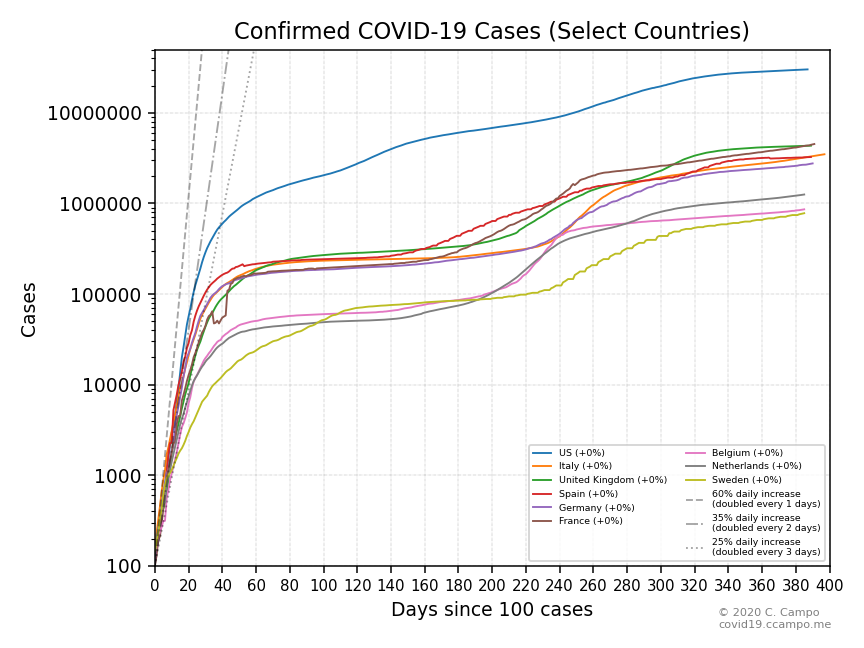 Confirmed COVID-19 Cases (Select Countries)
10000000
1000000
100000
10000
1000
100
Cases
0 20 40 60 80 100 120 140 160 180 200 220 240 260 280 300 320 340 360 380 400
Days since 100 cases
US (+0%)
Italy (+0%)
United Kingdom (+0%)
Spain (+0%)
Germany (+0%)
France (+0%)
Belgium (+0%)
Netherlands (+0%)
Sweden (+0%)
60% daily increase
(doubled every 1 days)
35% daily increase
(doubled every 2 days)
25% daily increase
(doubled every 3 days)
© 2020 C. Campo
covid19.ccampo.me